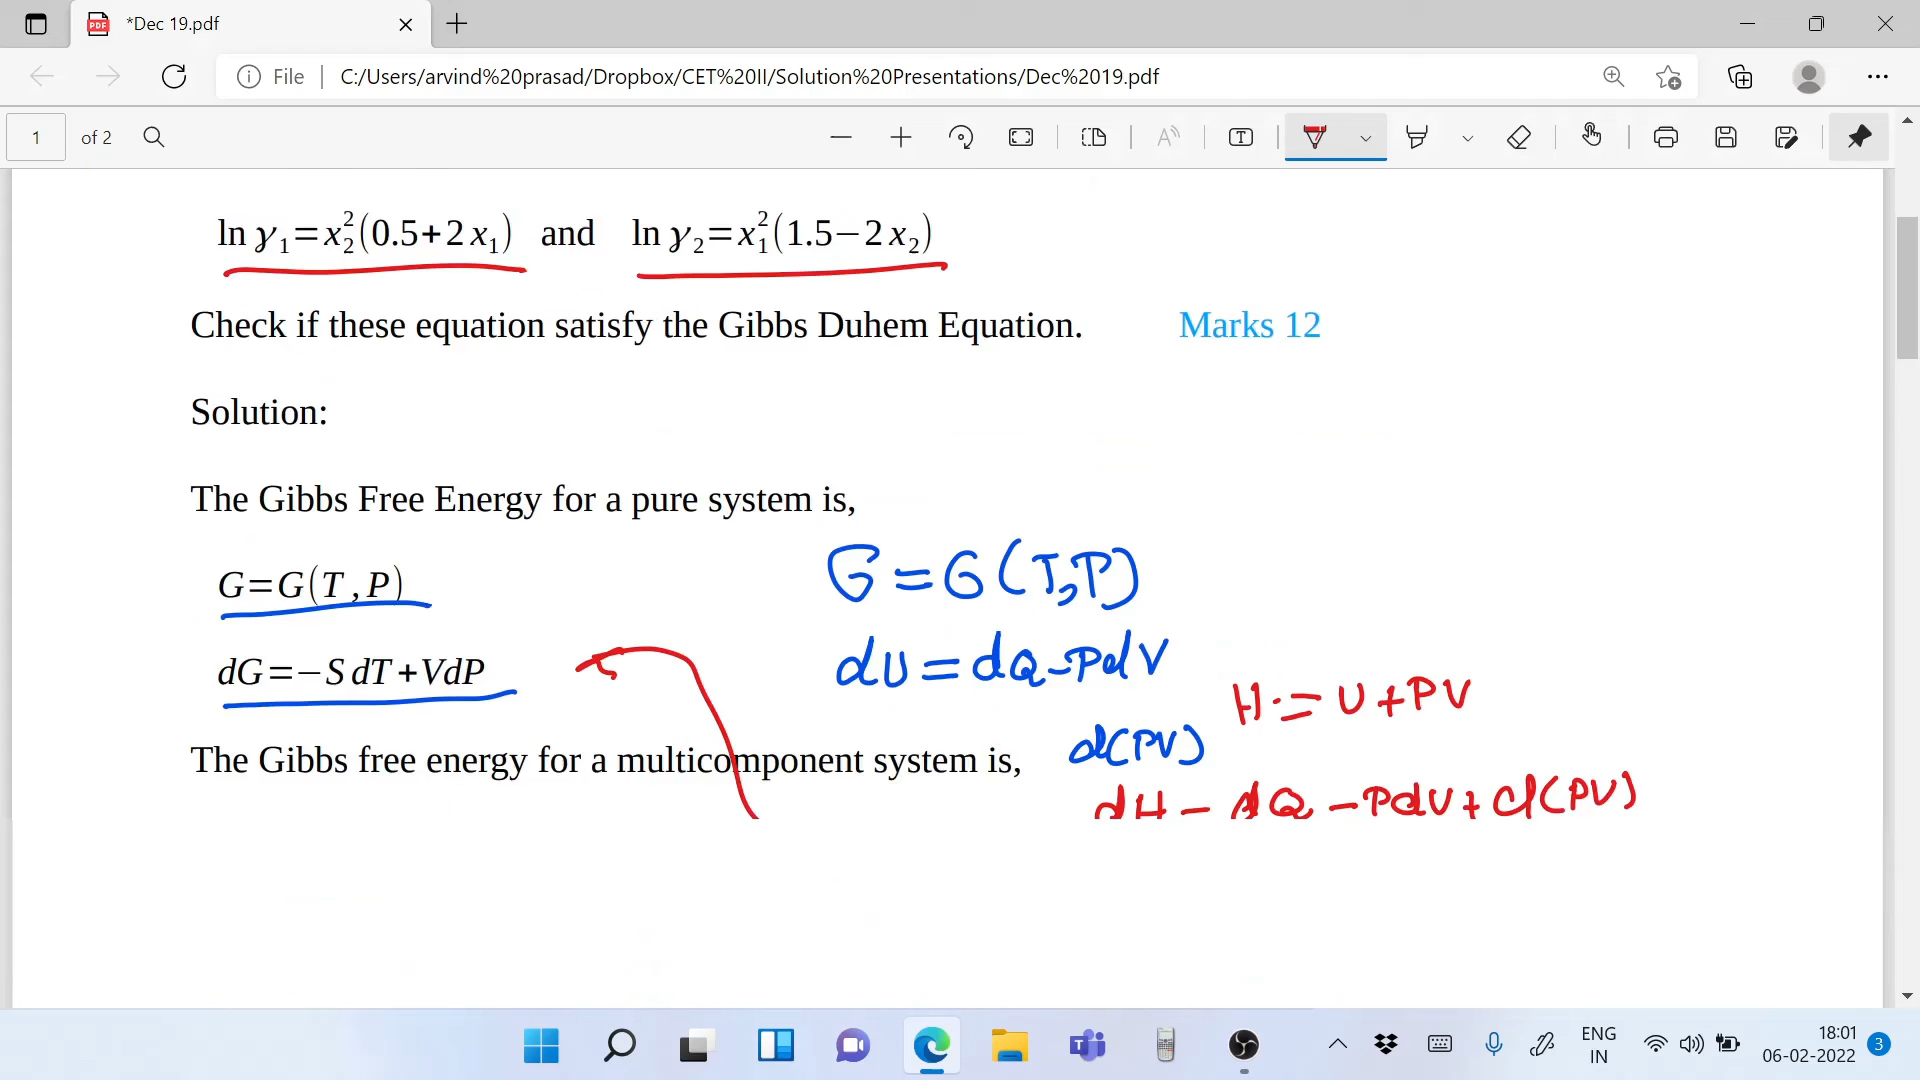 *Dec 19.pdf
File C:/Users/arvind%20prasad/Dropbox/CET%20II/Solution%20Presentations/Dec%2019.pdf
1 of 2
ln γ₁=x₂²(0.5+2 x₁) and ln γ₂=x₁²(1.5−2 x₂)
Check if these equation satisfy the Gibbs Duhem Equation. Marks 12
Solution:
The Gibbs Free Energy for a pure system is,
G=G(T ,P)
G=G(T,P)
dG=−S dT+VdP
dU=dQ-PdV
H=U+PV
The Gibbs free energy for a multicomponent system is,
d(PV)
dH - dQ -PdV+d(PV)
ENG
IN
18:01
06-02-2022
3